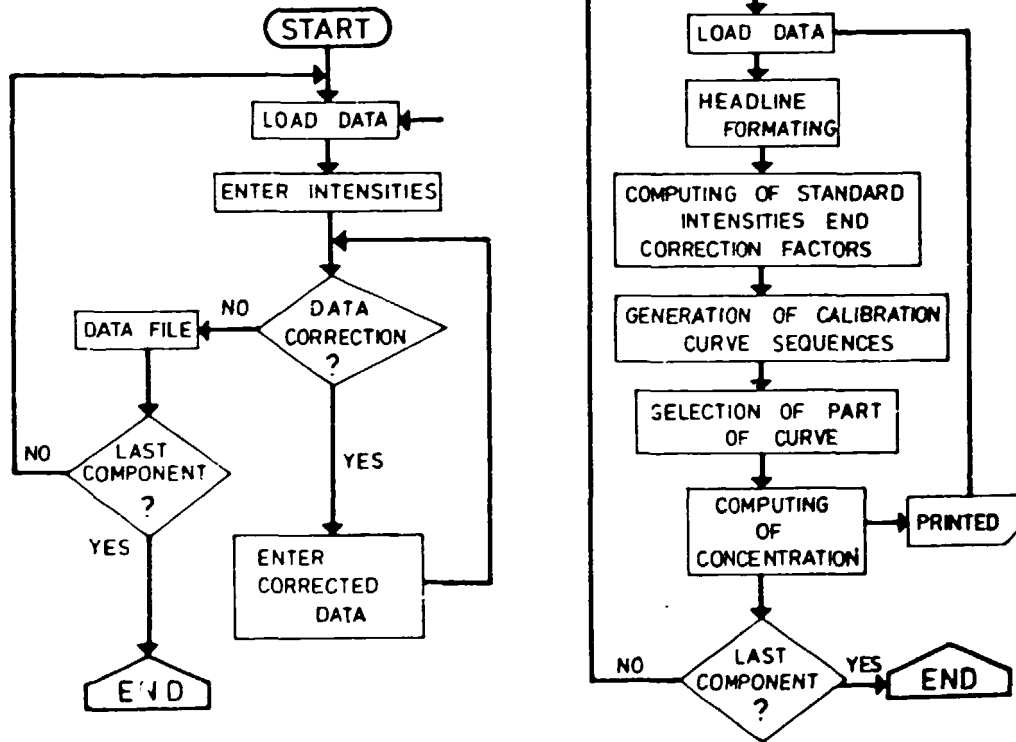 START
LOAD DATA
ENTER INTENSITIES
DATA
CORRECTION
?
NO
DATA FILE
LAST
COMPONENT
?
NO
YES
YES
ENTER
CORRECTED
DATA
END
LOAD DATA
HEADLINE
FORMATING
COMPUTING OF STANDARD
INTENSITIES END
CORRECTION FACTORS
GENERATION OF CALIBRATION
CURVE SEQUENCES
SELECTION OF PART
OF CURVE
COMPUTING
OF
CONCENTRATION
PRINTED
LAST
COMPONENT
?
NO
YES
END